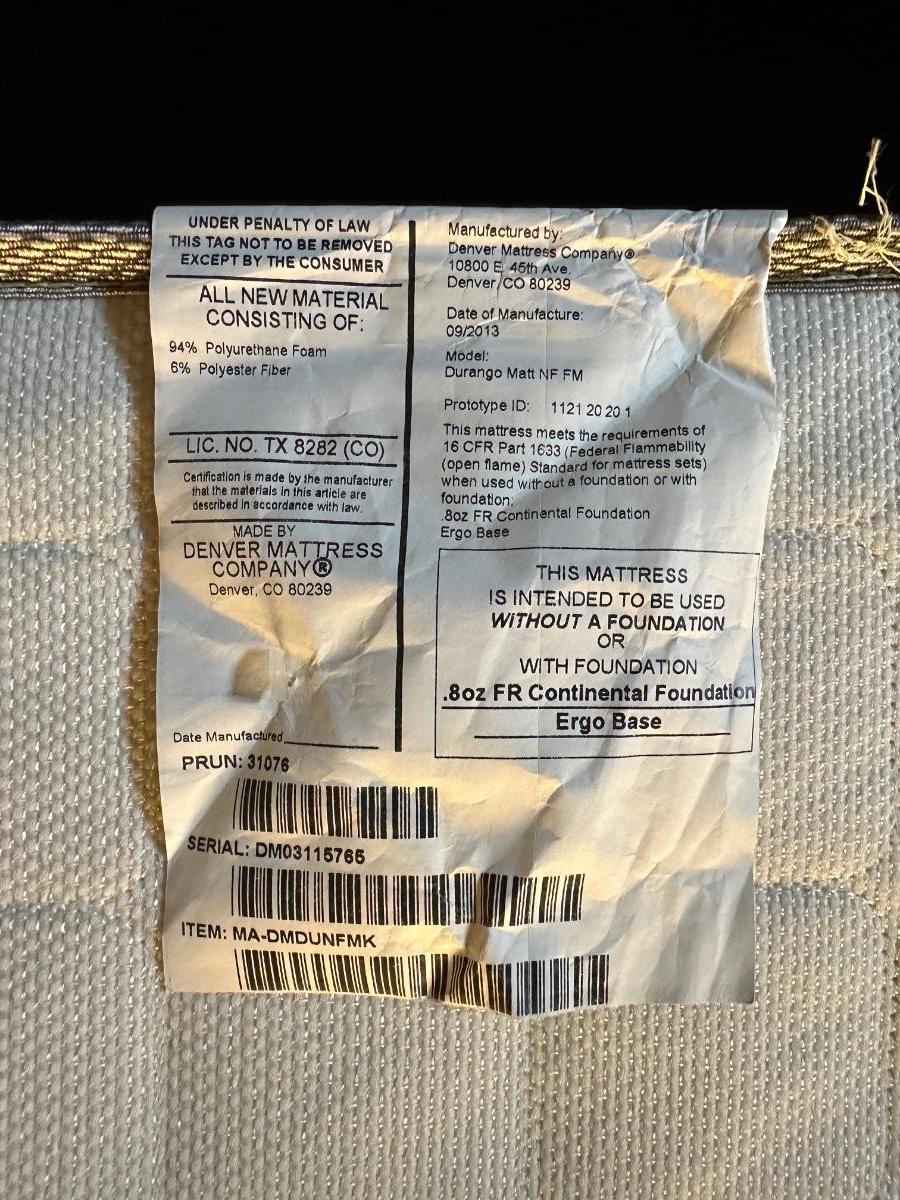 UNDER PENALTY OF LAW
THIS TAG NOT TO BE REMOVED
EXCEPT BY THE CONSUMER
ALL NEW MATERIAL
CONSISTING OF:
94% Polyurethane Foam
6% Polyester Fiber
LIC. NO. TX 8282 (CO)
Certification is made by the manufacturer
that the materials in this article are
described in accordance with law.
MADE BY
DENVER MATTRESS
COMPANY®
Denver, CO 80239
Date Manufactured
Manufactured by:
Denver Mattress Company®
10800 E. 45th Ave.
Denver, CO 80239
Date of Manufacture:
09/2013
Model:
Durango Matt NF FM
Prototype ID: 1121 20 20 1
This mattress meets the requirements of
16 CFR Part 1633 (Federal Flammability
(open flame) Standard for mattress sets)
when used without a foundation or with
foundation:
.8oz FR Continental Foundation
Ergo Base
THIS MATTRESS
IS INTENDED TO BE USED
WITHOUT A FOUNDATION
OR
WITH FOUNDATION
.8oz FR Continental Foundation
Ergo Base
PRUN: 31076
SERIAL: DM03115765
ITEM: MA-DMDUNFMK